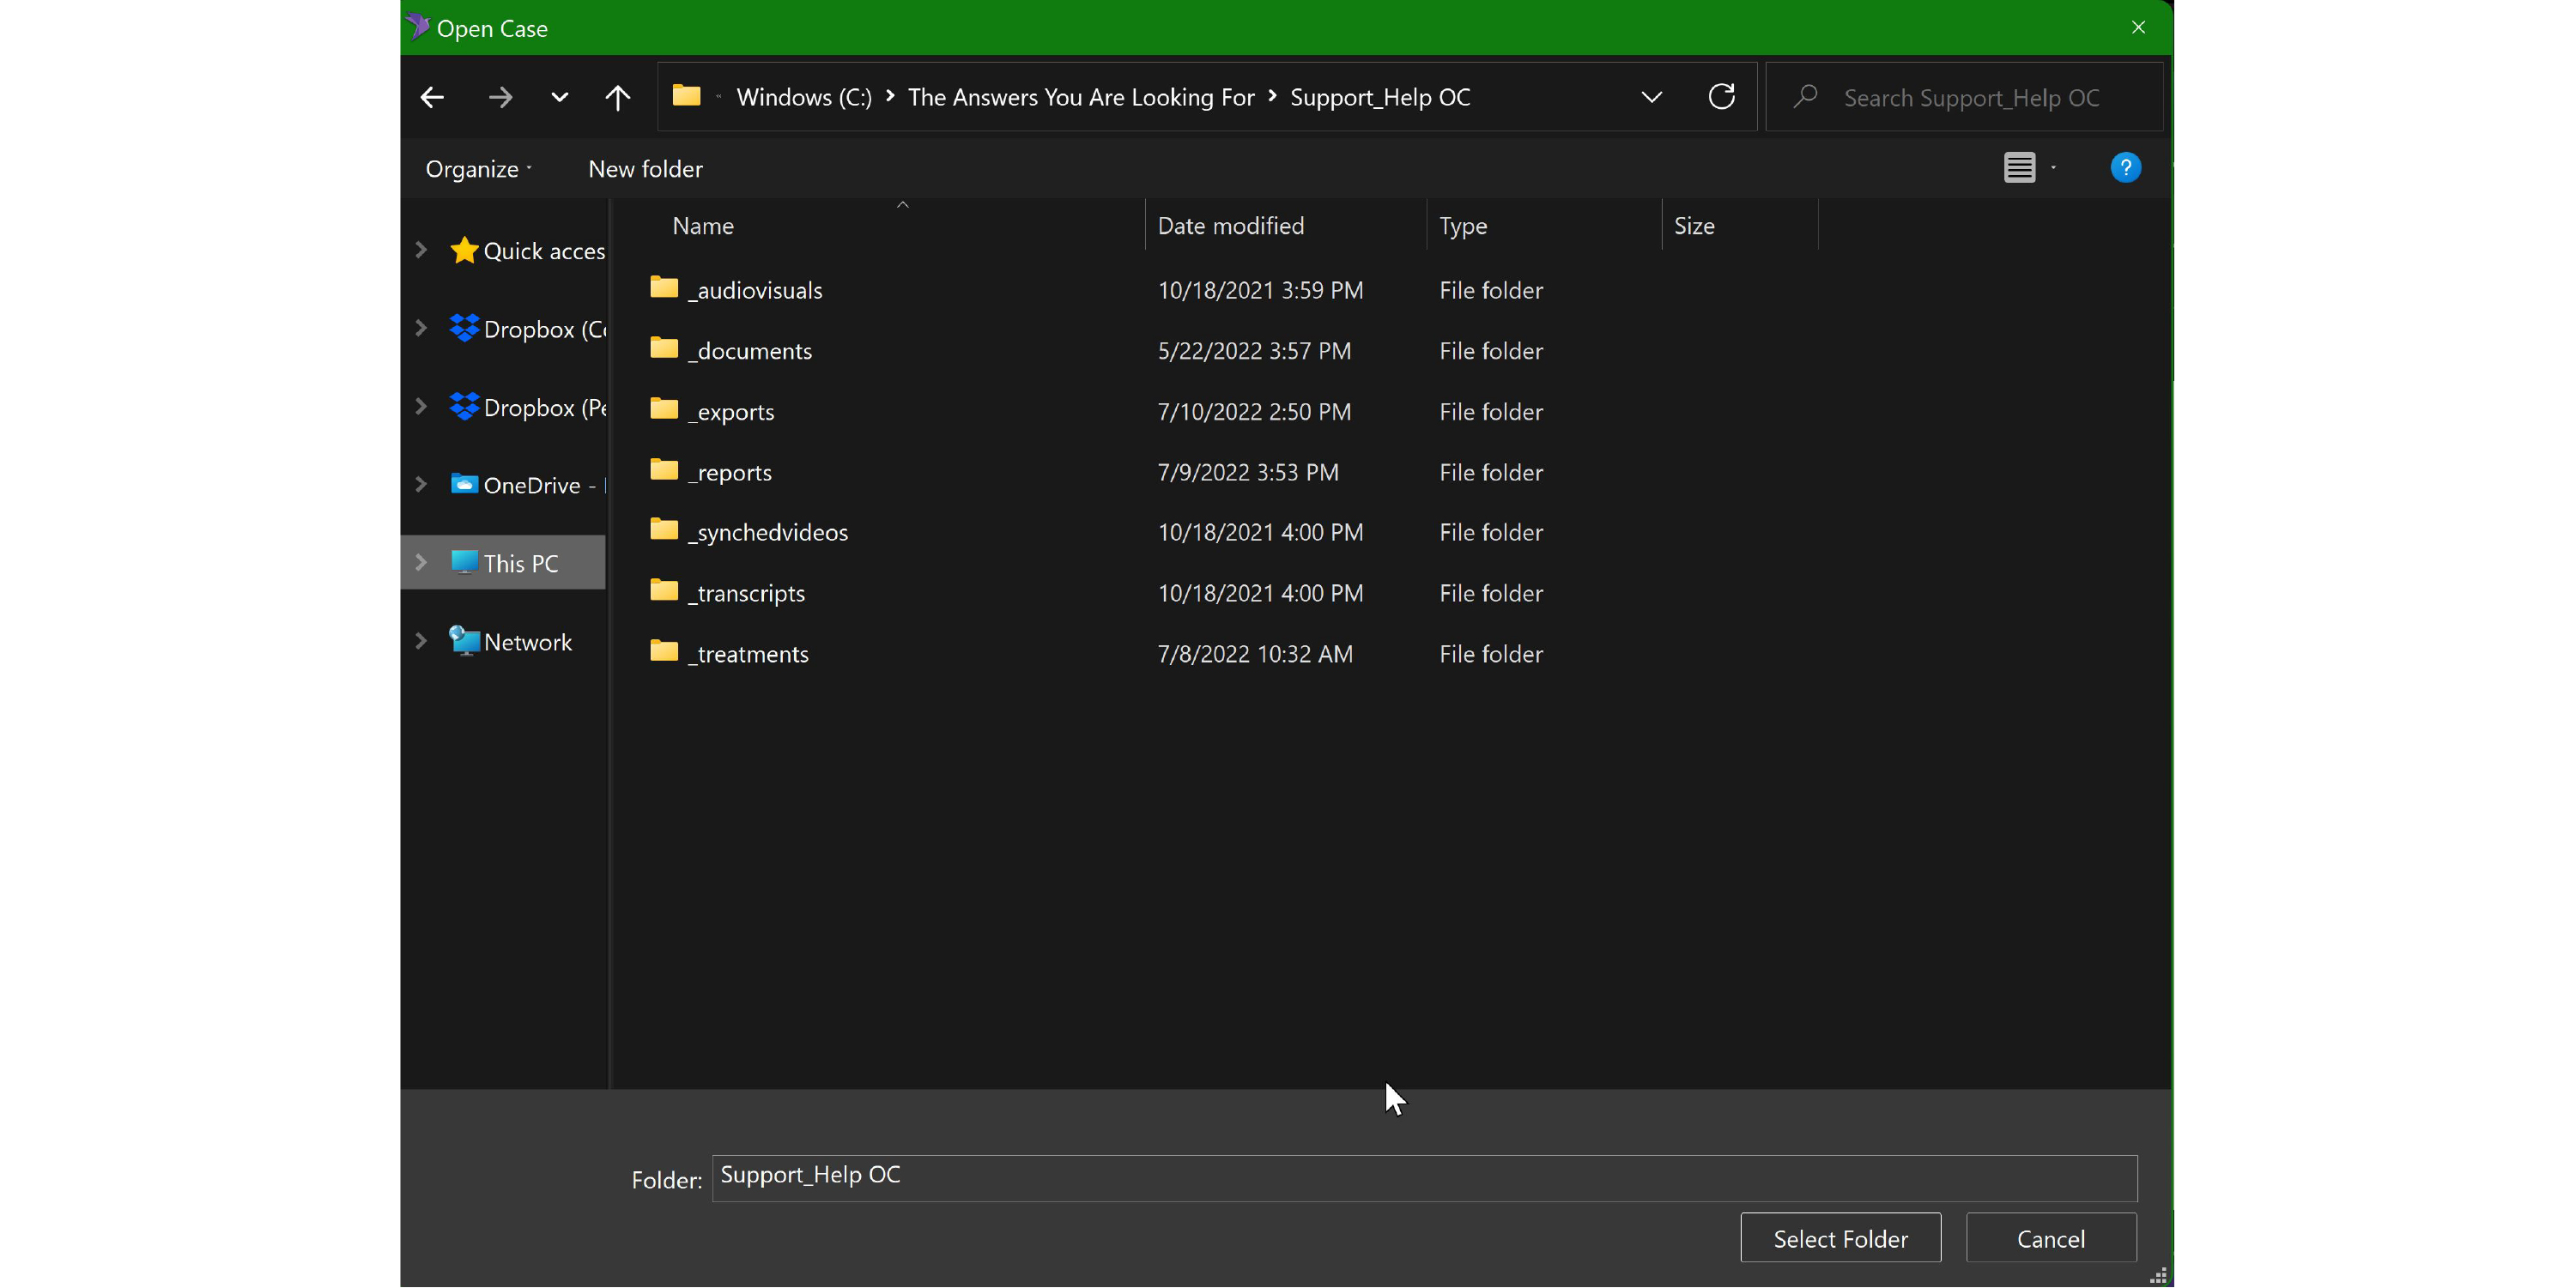 Open Case
Windows (C:) > The Answers You Are Looking For > Support_Help OC
Search Support_Help OC
Organize
New folder
Name Date modified Type Size
Quick acces
Dropbox (C
Dropbox (P
OneDrive -
This PC
Network
_audiovisuals 10/18/2021 3:59 PM File folder
_documents 5/22/2022 3:57 PM File folder
_exports 7/10/2022 2:50 PM File folder
_reports 7/9/2022 3:53 PM File folder
_synchedvideos 10/18/2021 4:00 PM File folder
_transcripts 10/18/2021 4:00 PM File folder
_treatments 7/8/2022 10:32 AM File folder
Folder: Support_Help OC
Select Folder
Cancel